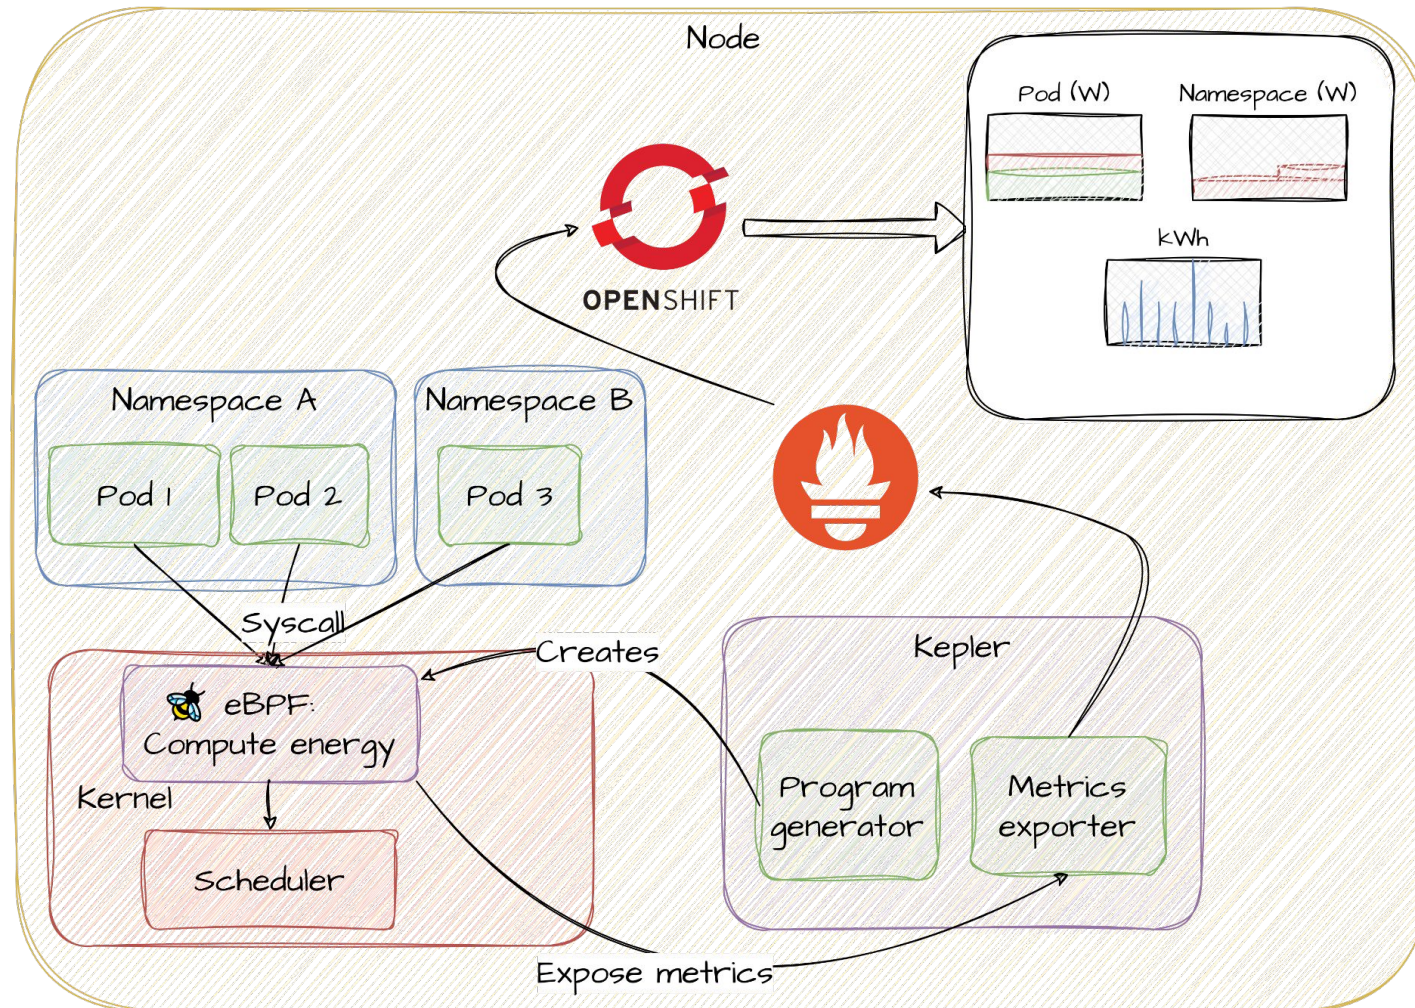 Node
Pod (W)
Namespace (W)
kWh
OPENSHIFT
Namespace A
Namespace B
Pod 1
Pod 2
Pod 3
Syscall
Creates
Kepler
eBPF:
Compute energy
Kernel
Scheduler
Program
generator
Metrics
exporter
Expose metrics